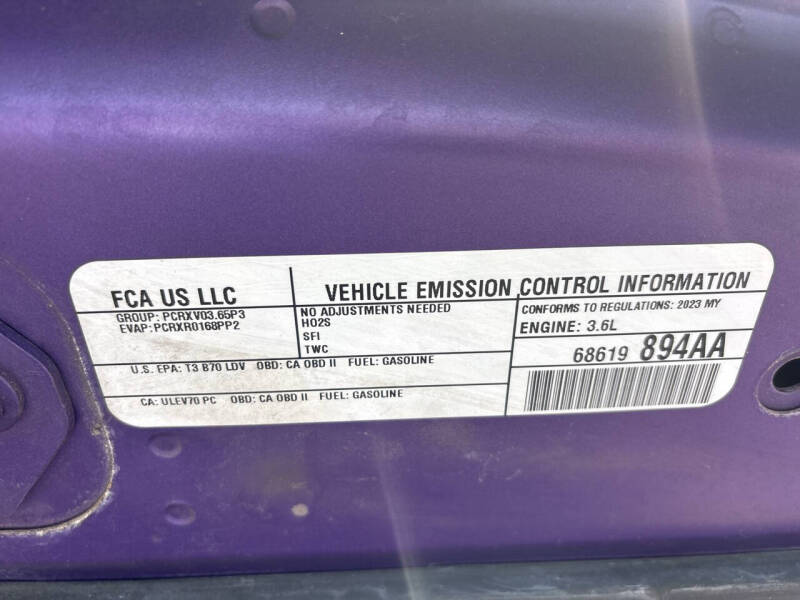 FCA US LLC
VEHICLE EMISSION CONTROL INFORMATION
GROUP: PCRXV03.65P3
EVAP: PCRXR0168PP2
NO ADJUSTMENTS NEEDED
HO2S
SFI
TWC
CONFORMS TO REGULATIONS: 2023 MY
ENGINE: 3.6L
68619 894AA
U.S. EPA: T3 B70 LDV OBD: CA OBD II FUEL: GASOLINE
CA: ULEV70 PC OBD: CA OBD II FUEL: GASOLINE